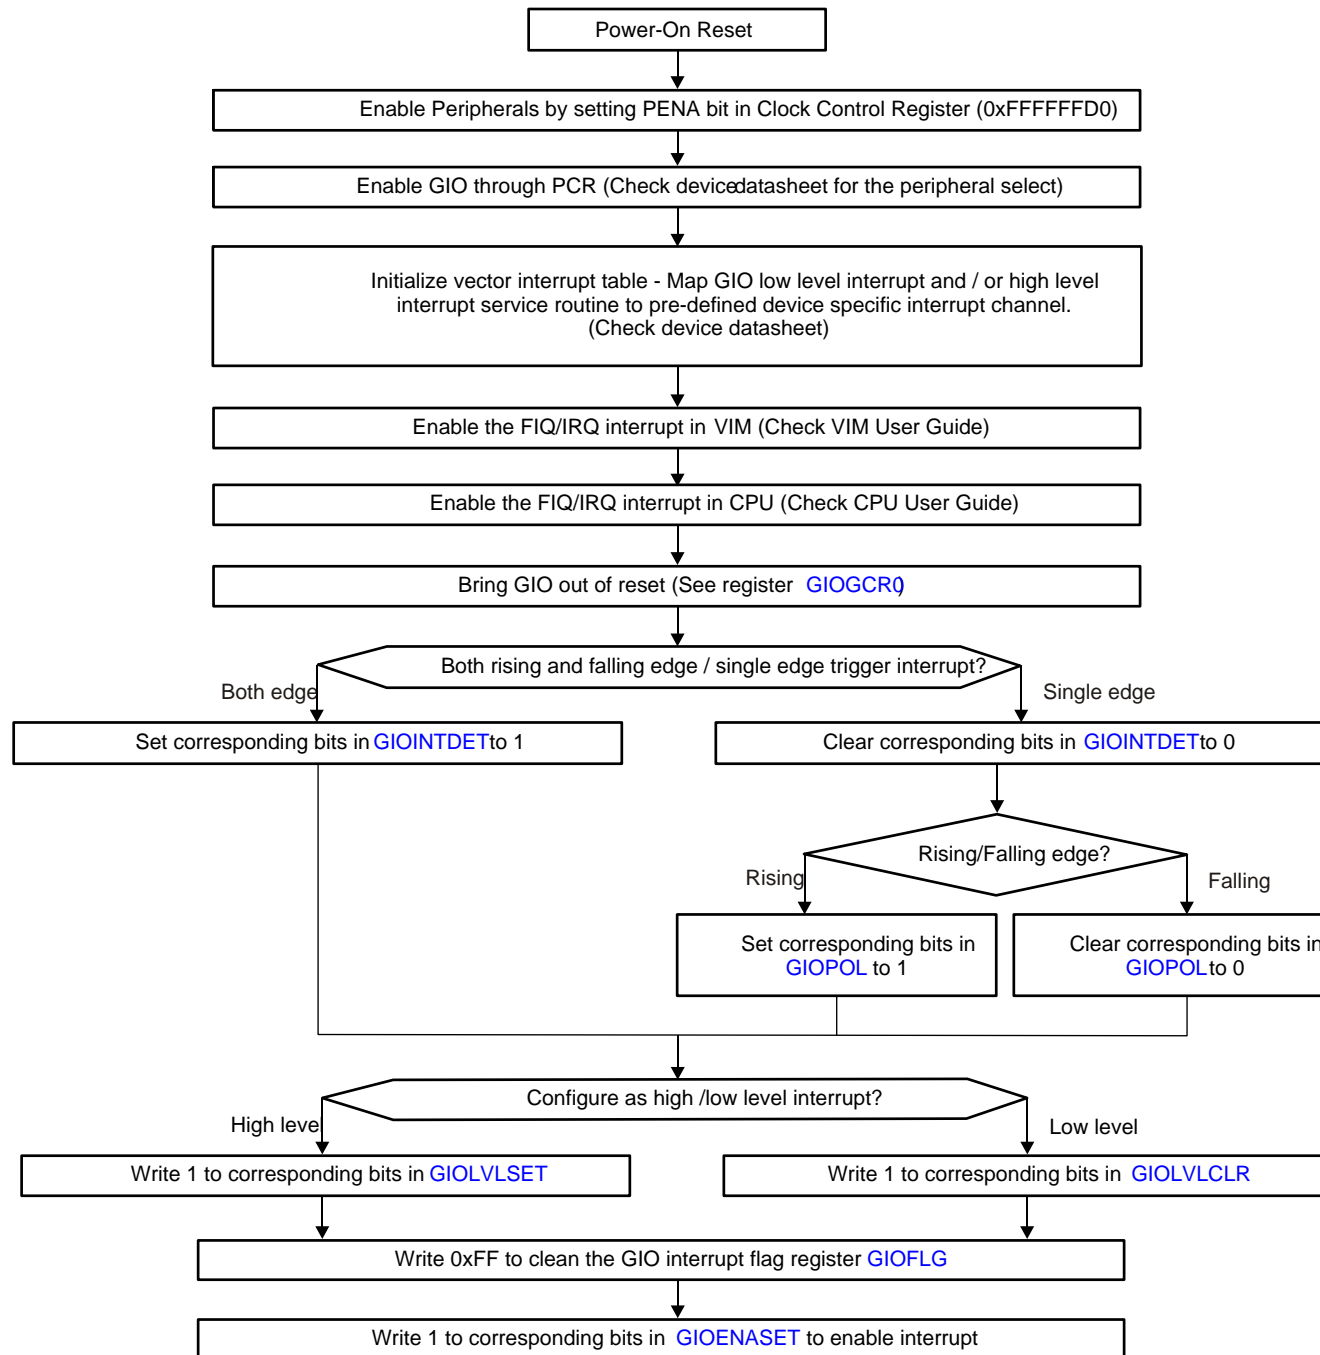 Power-On Reset
Enable Peripherals by setting PENA bit in Clock Control Register (0xFFFFFFD0)
Enable GIO through PCR (Check device datasheet for the peripheral select)
Initialize vector interrupt table - Map GIO low level interrupt and / or high level
interrupt service routine to pre-defined device specific interrupt channel.
(Check device datasheet)
Enable the FIQ/IRQ interrupt in VIM (Check VIM User Guide)
Enable the FIQ/IRQ interrupt in CPU (Check CPU User Guide)
Bring GIO out of reset (See register GIOGCR0)
Both rising and falling edge / single edge trigger interrupt?
Both edge
Single edge
Set corresponding bits in GIOINTDET to 1
Clear corresponding bits in GIOINTDET to 0
Rising/Falling edge?
Rising
Falling
Set corresponding bits in
GIOPOL to 1
Clear corresponding bits in
GIOPOL to 0
Configure as high /low level interrupt?
High level
Low level
Write 1 to corresponding bits in GIOLVLSET
Write 1 to corresponding bits in GIOLVLCLR
Write 0xFF to clean the GIO interrupt flag register GIOFLG
Write 1 to corresponding bits in GIOENASET to enable interrupt